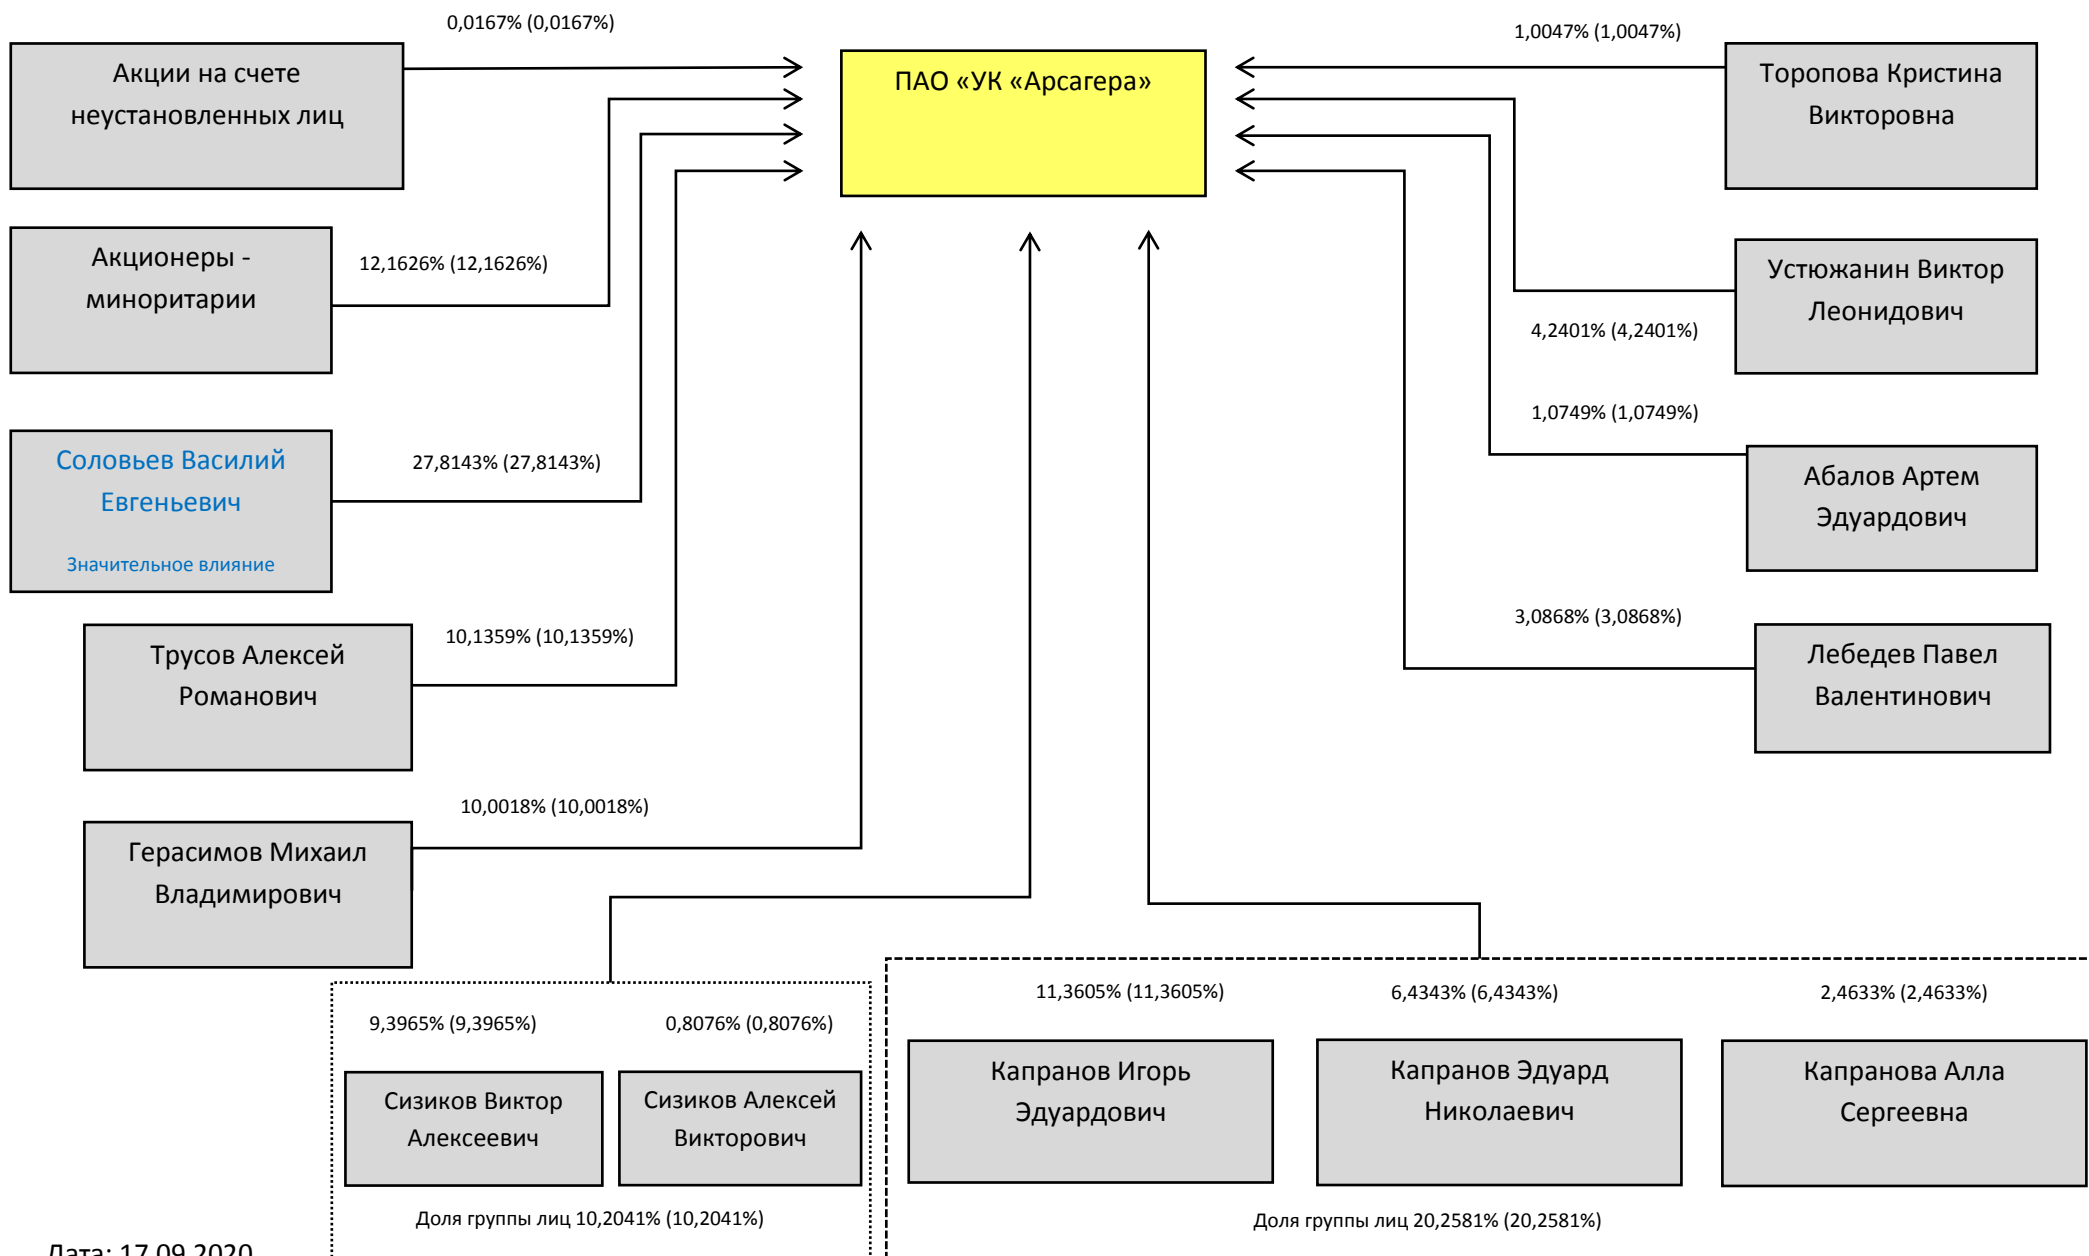 0,0167% (0,0167%)
Акции на счете
неустановленных лиц
ПАО «УК «Арсагера»
1,0047% (1,0047%)
Торопова Кристина
Викторовна
Акционеры -
миноритарии
12,1626% (12,1626%)
Устюжанин Виктор
Леонидович
4,2401% (4,2401%)
Соловьев Василий
Евгеньевич
Значительное влияние
27,8143% (27,8143%)
1,0749% (1,0749%)
Абалов Артем
Эдуардович
Трусов Алексей
Романович
10,1359% (10,1359%)
3,0868% (3,0868%)
Лебедев Павел
Валентинович
10,0018% (10,0018%)
Герасимов Михаил
Владимирович
9,3965% (9,3965%)
0,8076% (0,8076%)
Сизиков Виктор
Алексеевич
Сизиков Алексей
Викторович
Доля группы лиц 10,2041% (10,2041%)
11,3605% (11,3605%)
6,4343% (6,4343%)
2,4633% (2,4633%)
Капранов Игорь
Эдуардович
Капранов Эдуард
Николаевич
Капранова Алла
Сергеевна
Доля группы лиц 20,2581% (20,2581%)
Дата: 17.09.2020